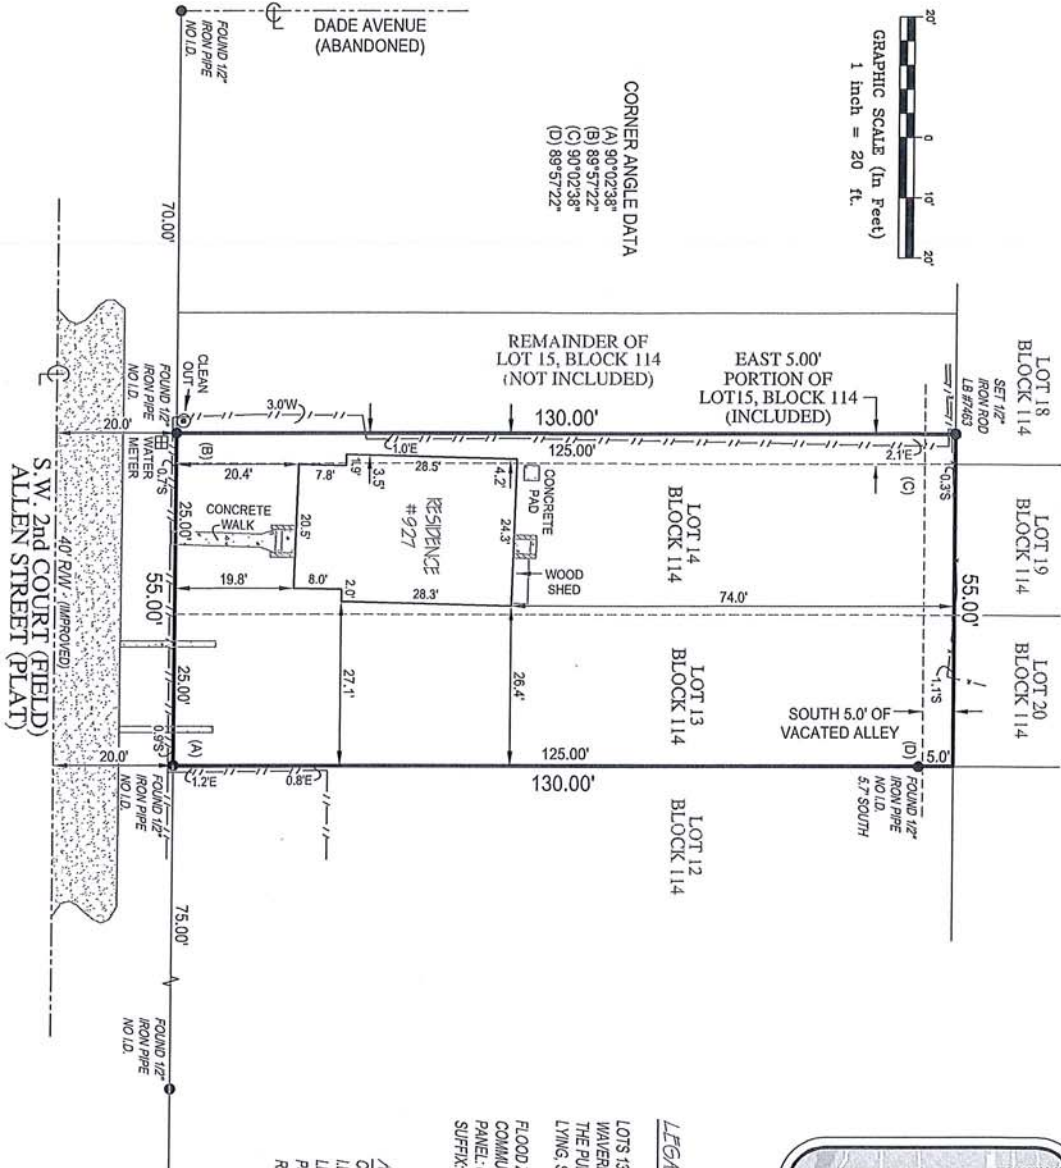 DADE AVENUE
(ABANDONED)
FOUND 1/2"
IRON PIPE
NO I.D.
20'
0
10'
20'
GRAPHIC SCALE (In Feet)
1 inch = 20 ft.
CORNER ANGLE DATA
(A) 90°02'38"
(B) 89°57'22"
(C) 90°02'38"
(D) 89°57'22"
70.00'
LOT 18
BLOCK 114
SET 1/2"
IRON ROD
LB #7463
REMAINDER OF
LOT 15, BLOCK 114
(NOT INCLUDED)
EAST 5.00'
PORTION OF
LOT15, BLOCK 114
(INCLUDED)
CLEAN
OUT
FOUND 1/2"
IRON PIPE
NO I.D.
3.0'W
130.00'
20.0'
WATER
METER
0.7'S
(B)
1.0'E
125.00'
2.1'E
(C)
0.3'S
20.4'
7.8'
1.9'
3.5'
28.5'
4.2'
CONCRETE
PAD
25.00'
CONCRETE
WALK
20.5'
RESIDENCE
#927
24.3'
LOT 14
BLOCK 114
LOT 19
BLOCK 114
WOOD
SHED
19.8'
8.0'
2.0'
28.3'
74.0'
55.00'
55.00'
S.W. 2nd COURT (FIELD)
ALLEN STREET (PLAT)
40' R/W - (IMPROVED)
25.00'
27.1'
26.4'
LOT 13
BLOCK 114
LOT 20
BLOCK 114
1.1'S
SOUTH 5.0' OF
VACATED ALLEY
0.9'S
(A)
20.0'
125.00'
(D)
5.0'
1.2'E
0.8'E
130.00'
FOUND 1/2"
IRON PIPE
NO I.D.
FOUND 1/2"
IRON PIPE
NO I.D.
5.7' SOUTH
LOT 12
BLOCK 114
75.00'
FOUND 1/2"
IRON PIPE
NO I.D.
LEGA
LOTS 13
WAVER
THE PU
LYING, S
FLOOD
COMMU
PANEL:
SUFFIX: